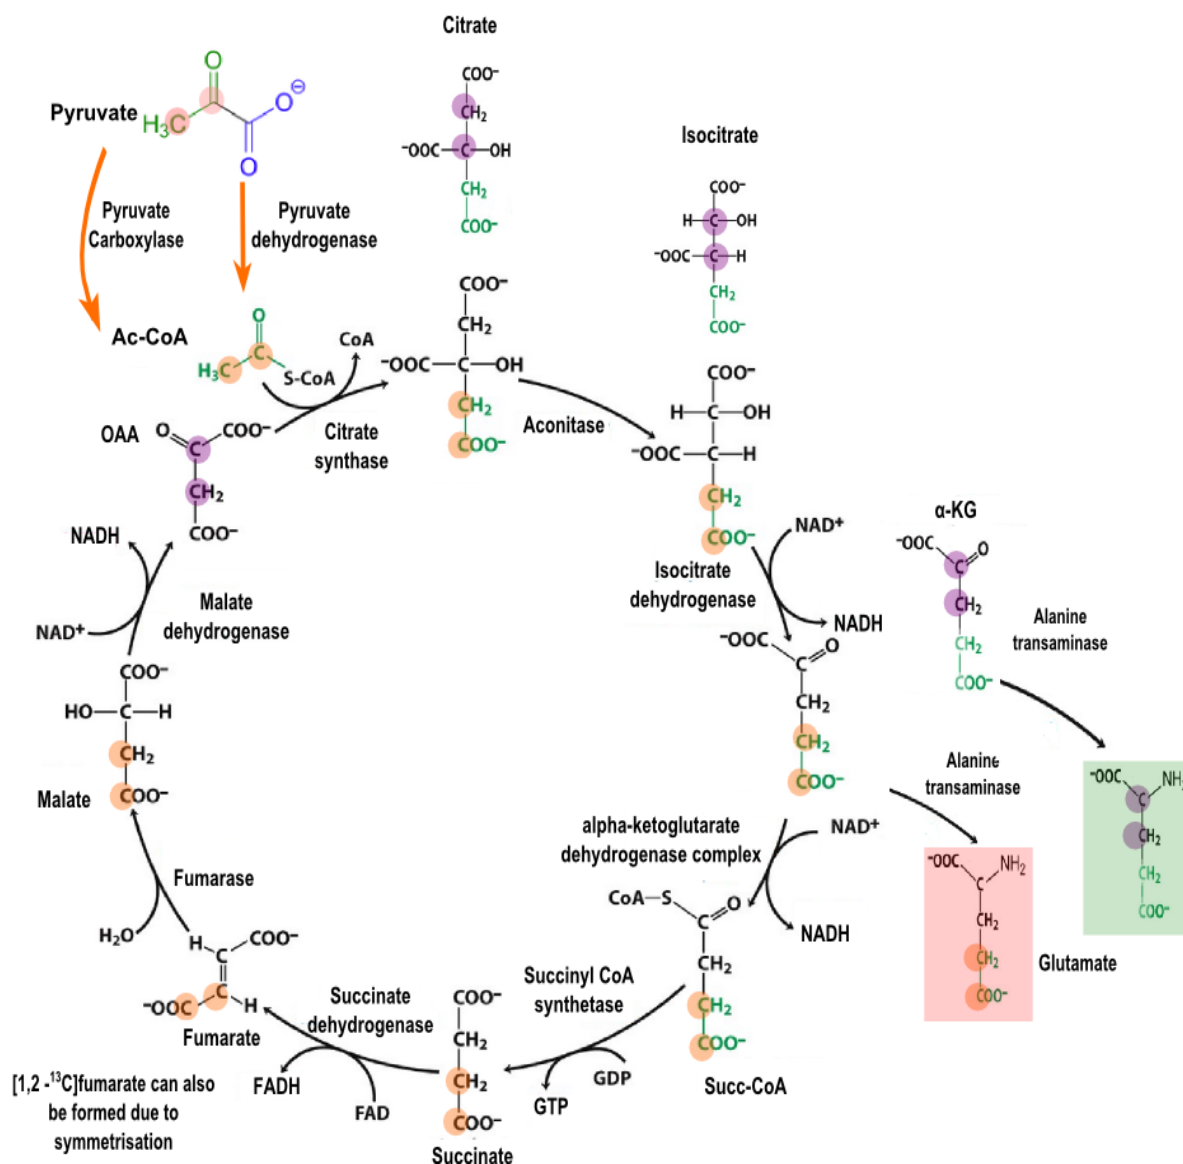 Citrate
COO⁻
CH₂
⁻OOC—C—OH
CH₂
COO⁻
Pyruvate
O
H₃C
O⊖
O
Isocitrate
COO⁻
H—C—OH
⁻OOC—C—H
CH₂
COO⁻
Pyruvate
Carboxylase
Pyruvate
dehydrogenase
Ac-CoA
O
H₃C
C
S-CoA
CoA
COO⁻
CH₂
⁻OOC—C—OH
CH₂
COO⁻
Citrate
synthase
Aconitase
COO⁻
H—C—OH
⁻OOC—C—H
CH₂
COO⁻
OAA
O
COO⁻
C
CH₂
COO⁻
NADH
NAD⁺
Malate
dehydrogenase
Isocitrate
dehydrogenase
NAD⁺
NADH
α-KG
⁻OOC
O
C
CH₂
CH₂
COO⁻
Alanine
transaminase
⁻OOC
O
C
CH₂
CH₂
COO⁻
COO⁻
HO—C—H
CH₂
COO⁻
Malate
Alanine
transaminase
⁻OOC
NH₂
C
CH₂
CH₂
COO⁻
alpha-ketoglutarate
dehydrogenase complex
NAD⁺
NADH
⁻OOC
NH₂
C
CH₂
CH₂
COO⁻
Glutamate
Fumarase
H₂O
H
COO⁻
C
⁻OOC
C
H
Fumarate
CoA—S
O
C
CH₂
CH₂
COO⁻
Succ-CoA
Succinyl CoA
synthetase
GDP
GTP
Succinate
dehydrogenase
FADH
FAD
COO⁻
CH₂
CH₂
COO⁻
Succinate
[1,2 -¹³C]fumarate can also
be formed due to
symmetrisation